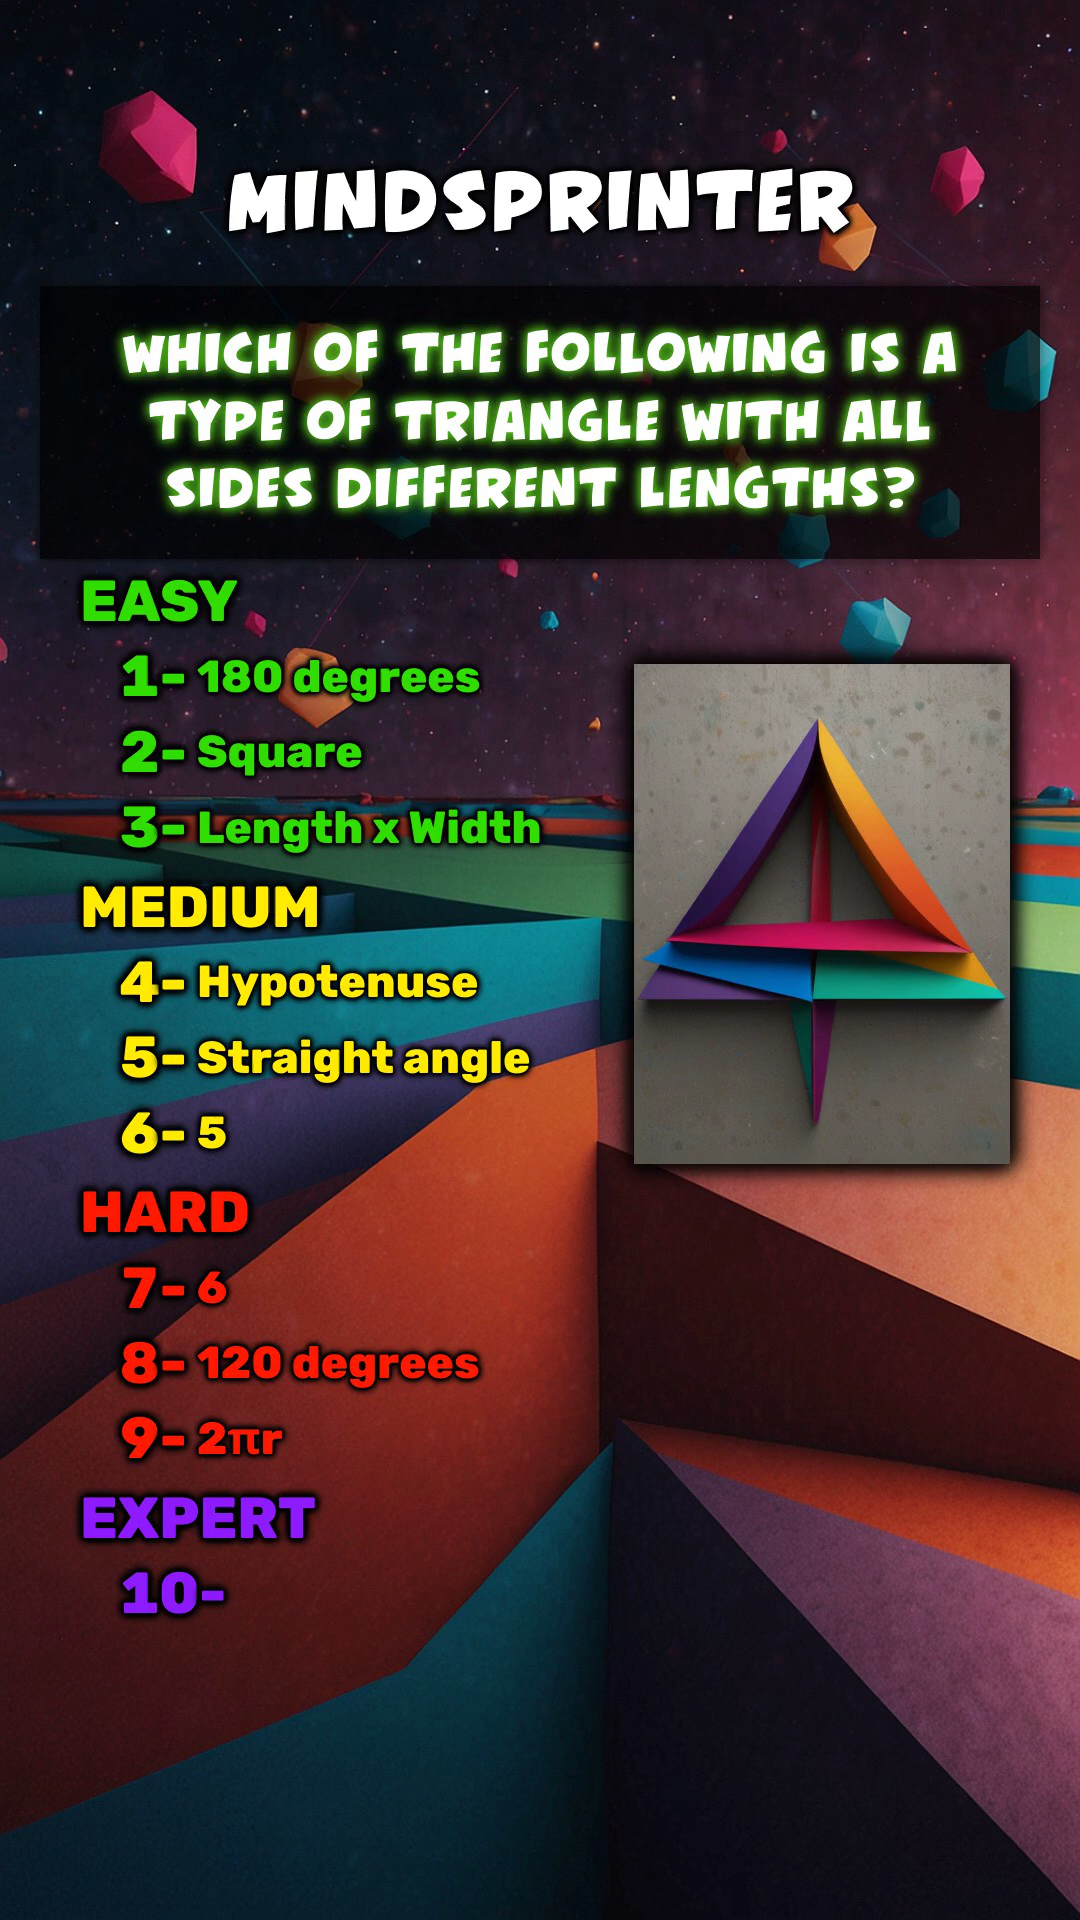 MINDSPRINTER
WHICH OF THE FOLLOWING IS A
TYPE OF TRIANGLE WITH ALL
SIDES DIFFERENT LENGTHS?
EASY
1- 180 degrees
2- Square
3- Length x Width
MEDIUM
4- Hypotenuse
5- Straight angle
6- 5
HARD
7- 6
8- 120 degrees
9- 2πr
EXPERT
10-